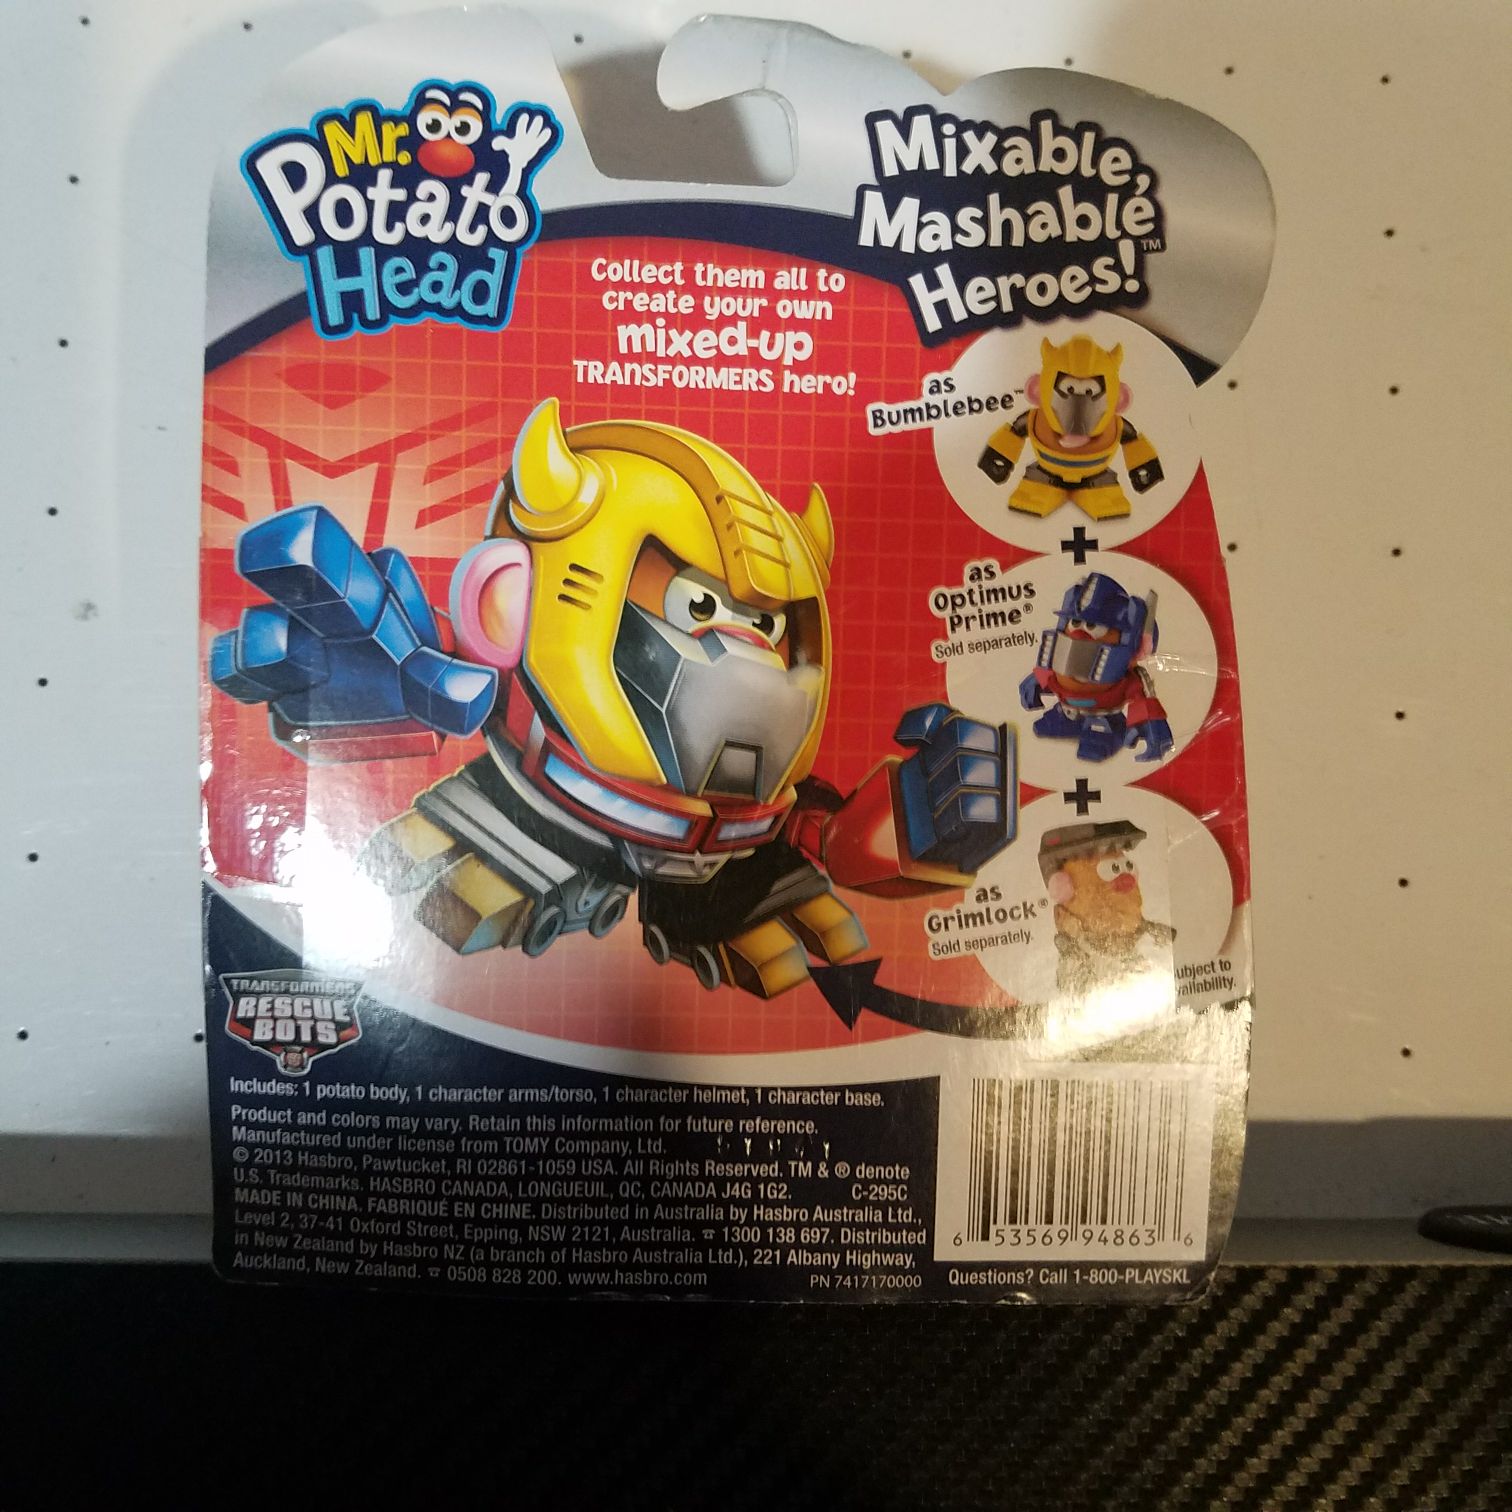 Mr.
Potato
Head
Mixable,
Mashable
Heroes!™
Collect them all to
create your own
mixed-up
TRANSFORMERS hero!
as
Bumblebee™
+
as
Optimus
Prime®
Sold separately.
+
as
Grimlock®
Sold separately.
ubject to
vailability.
TRANSFORMERS
RESCUE
BOTS
Includes: 1 potato body, 1 character arms/torso, 1 character helmet, 1 character base.
Product and colors may vary. Retain this information for future reference.
Manufactured under license from TOMY Company, Ltd.
© 2013 Hasbro, Pawtucket, RI 02861-1059 USA. All Rights Reserved. TM & ® denote
U.S. Trademarks. HASBRO CANADA, LONGUEUIL, QC, CANADA J4G 1G2. C-295C
MADE IN CHINA. FABRIQUÉ EN CHINE. Distributed in Australia by Hasbro Australia Ltd.,
Level 2, 37-41 Oxford Street, Epping, NSW 2121, Australia. ☎ 1300 138 697. Distributed
in New Zealand by Hasbro NZ (a branch of Hasbro Australia Ltd.), 221 Albany Highway,
Auckland, New Zealand. ☎ 0508 828 200. www.hasbro.com
PN 7417170000
6 53569 94863 6
Questions? Call 1-800-PLAYSKL